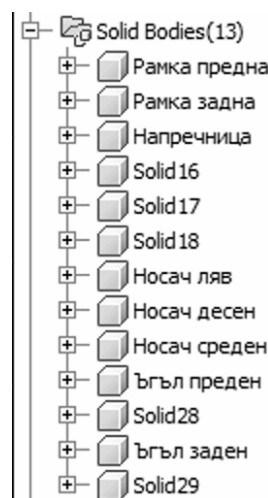 Solid Bodies(13)
Рамка предна
Рамка задна
Напречница
Solid16
Solid17
Solid18
Носач ляв
Носач десен
Носач среден
Ъгъл преден
Solid28
Ъгъл заден
Solid29